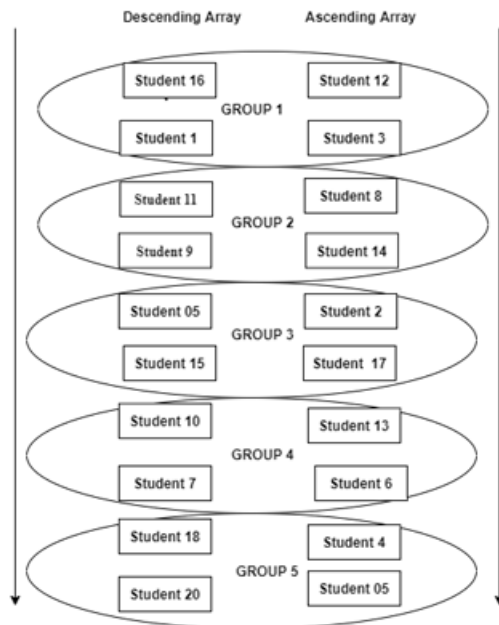 Descending Array Ascending Array
Student 16 Student 12
GROUP 1
Student 1 Student 3
Student 11 Student 8
GROUP 2
Student 9 Student 14
Student 05 Student 2
GROUP 3
Student 15 Student 17
Student 10 Student 13
GROUP 4
Student 7 Student 6
Student 18 Student 4
GROUP 5
Student 20 Student 05